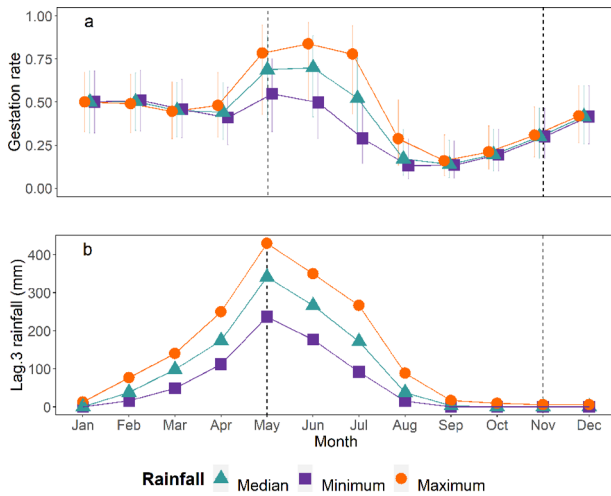 a
1.00
0.75
0.50
0.25
0.00
Gestation rate
b
400
300
200
100
0
Lag.3 rainfall (mm)
Jan Feb Mar Apr May Jun Jul Aug Sep Oct Nov Dec
Month
Rainfall Median Minimum Maximum